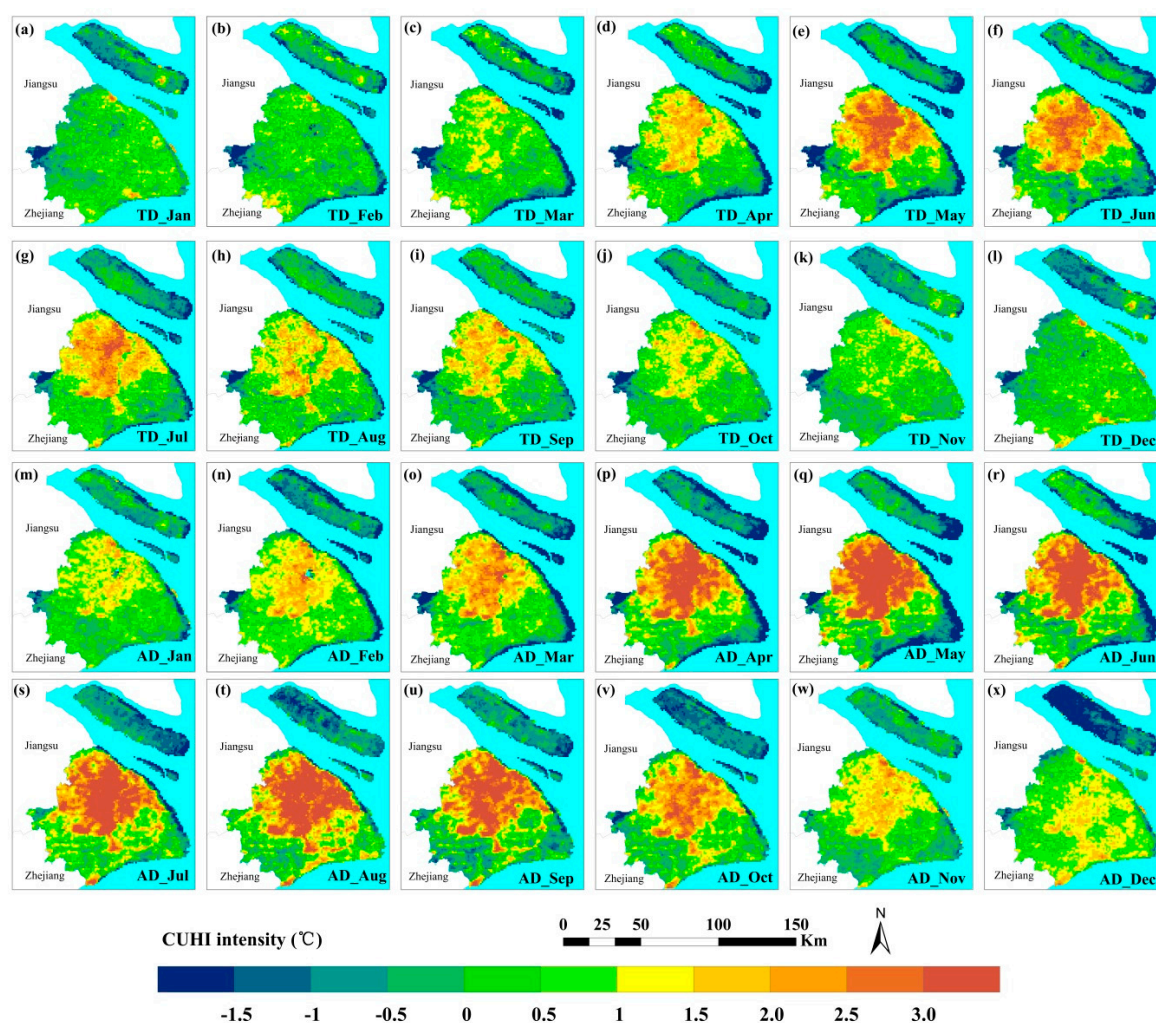 (a) (b) (c) (d) (e) (f)
Jiangsu Jiangsu Jiangsu Jiangsu Jiangsu Jiangsu
Zhejiang Zhejiang Zhejiang Zhejiang Zhejiang Zhejiang
TD_Jan TD_Feb TD_Mar TD_Apr TD_May TD_Jun
(g) (h) (i) (j) (k) (l)
Jiangsu Jiangsu Jiangsu Jiangsu Jiangsu Jiangsu
Zhejiang Zhejiang Zhejiang Zhejiang Zhejiang Zhejiang
TD_Jul TD_Aug TD_Sep TD_Oct TD_Nov TD_Dec
(m) (n) (o) (p) (q) (r)
Jiangsu Jiangsu Jiangsu Jiangsu Jiangsu Jiangsu
Zhejiang Zhejiang Zhejiang Zhejiang Zhejiang Zhejiang
AD_Jan AD_Feb AD_Mar AD_Apr AD_May AD_Jun
(s) (t) (u) (v) (w) (x)
Jiangsu Jiangsu Jiangsu Jiangsu Jiangsu Jiangsu
Zhejiang Zhejiang Zhejiang Zhejiang Zhejiang Zhejiang
AD_Jul AD_Aug AD_Sep AD_Oct AD_Nov AD_Dec
0 25 50 100 150
Km
N
CUHI intensity (℃)
-1.5 -1 -0.5 0 0.5 1 1.5 2.0 2.5 3.0